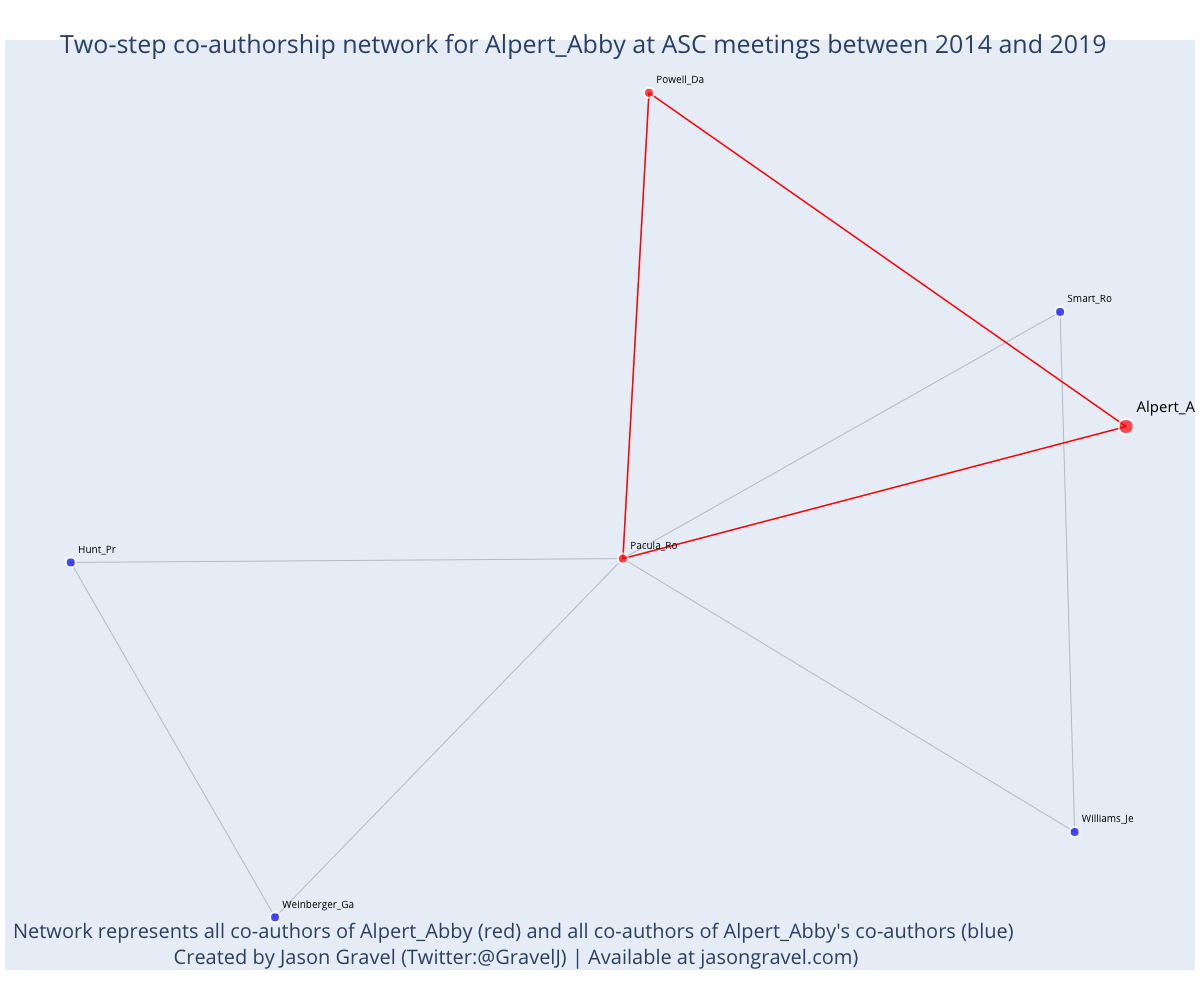 Two-step co-authorship network for Alpert_Abby at ASC meetings between 2014 and 2019
Powell_Da
Smart_Ro
Alpert_A
Pacula_Ro
Hunt_Pr
Williams_Je
Weinberger_Ga
Network represents all co-authors of Alpert_Abby (red) and all co-authors of Alpert_Abby's co-authors (blue)
Created by Jason Gravel (Twitter:@GravelJ) | Available at jasongravel.com)